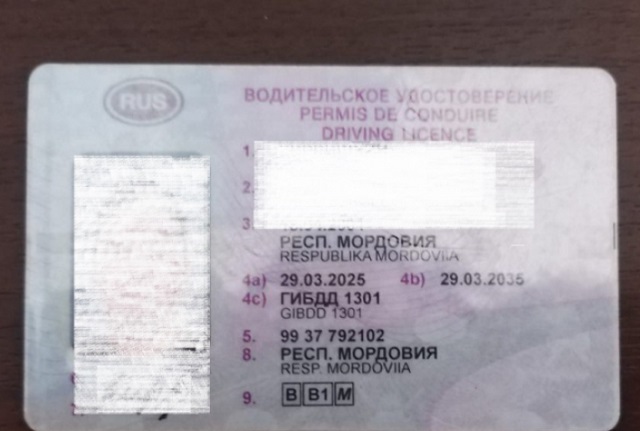 RUS
ВОДИТЕЛЬСКОЕ УДОСТОВЕРЕНИЕ
PERMIS DE CONDUIRE
DRIVING LICENCE
1.
2.
3
РЕСП. МОРДОВИЯ
RESPUBLIKA MORDOVIIA
4a) 29.03.2025 4b) 29.03.2035
4c) ГИБДД 1301
GIBDD 1301
5. 99 37 792102
8. РЕСП. МОРДОВИЯ
RESP. MORDOVIIA
9. B B1 M